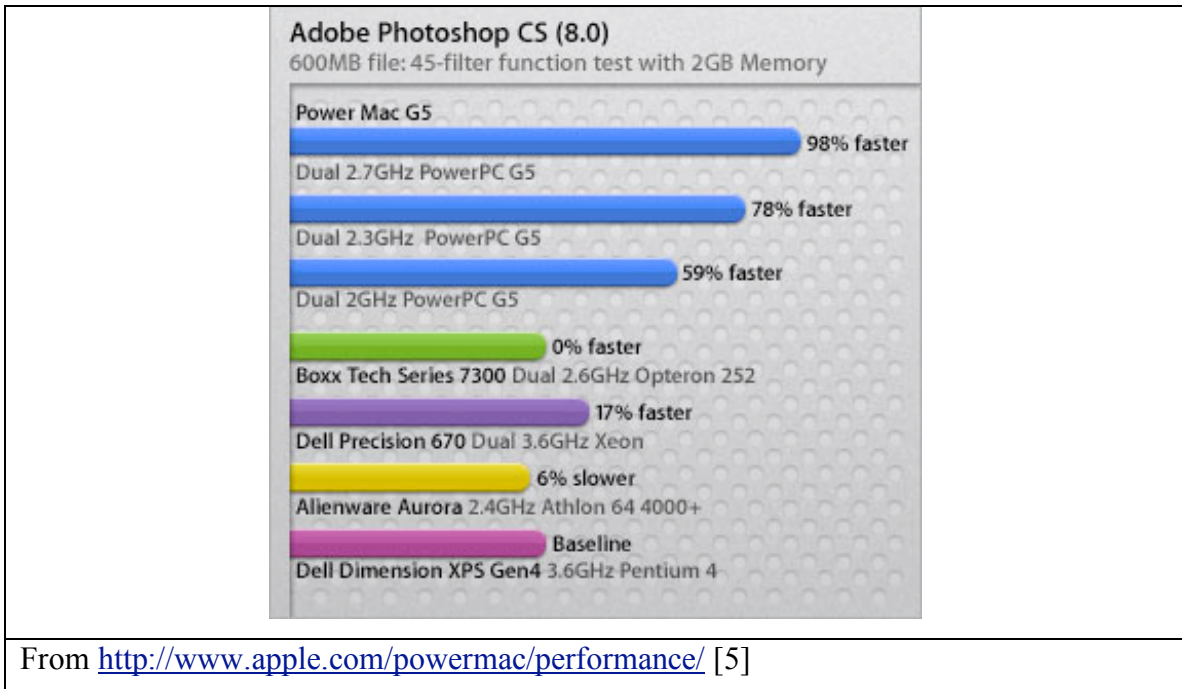 Adobe Photoshop CS (8.0)
600MB file: 45-filter function test with 2GB Memory
Power Mac G5
98% faster
Dual 2.7GHz PowerPC G5
78% faster
Dual 2.3GHz PowerPC G5
59% faster
Dual 2GHz PowerPC G5
0% faster
Boxx Tech Series 7300 Dual 2.6GHz Opteron 252
17% faster
Dell Precision 670 Dual 3.6GHz Xeon
6% slower
Alienware Aurora 2.4GHz Athlon 64 4000+
Baseline
Dell Dimension XPS Gen4 3.6GHz Pentium 4
From http://www.apple.com/powermac/performance/ [5]